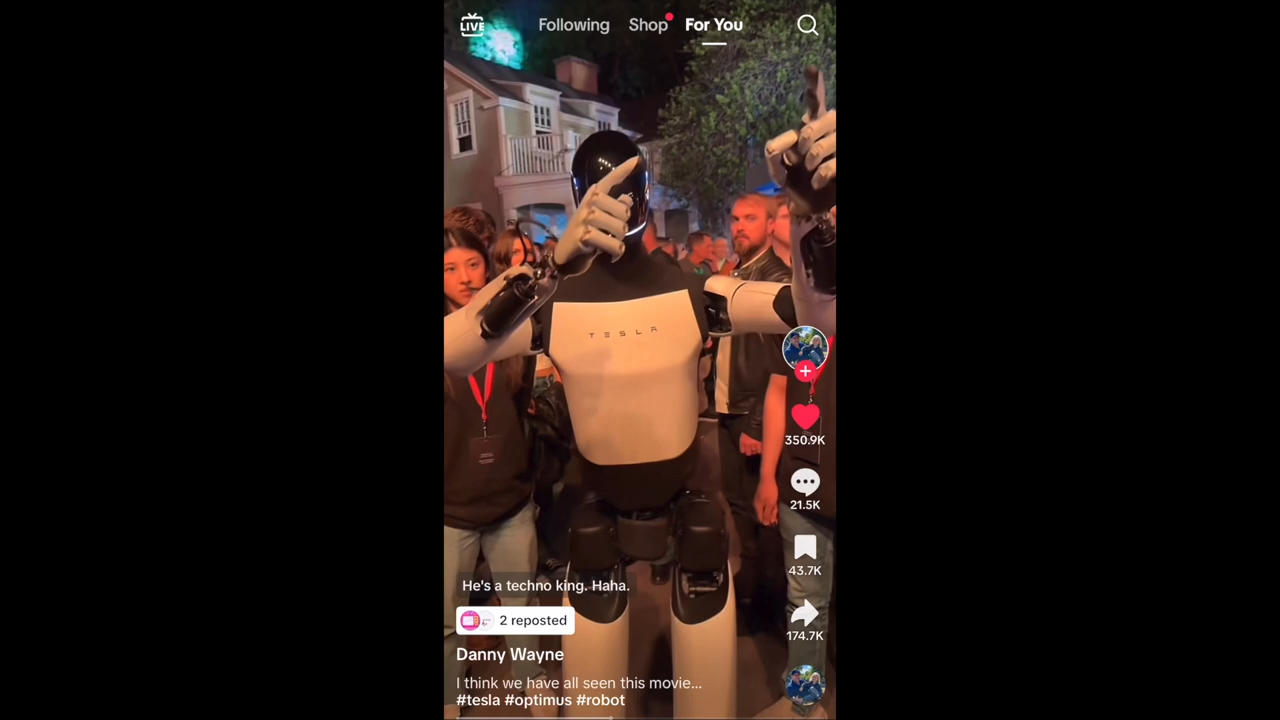 LIVE
Following
Shop
For You
TESLA
350.9K
21.5K
43.7K
174.7K
He's a techno king. Haha.
2 reposted
Danny Wayne
I think we have all seen this movie...
#tesla #optimus #robot